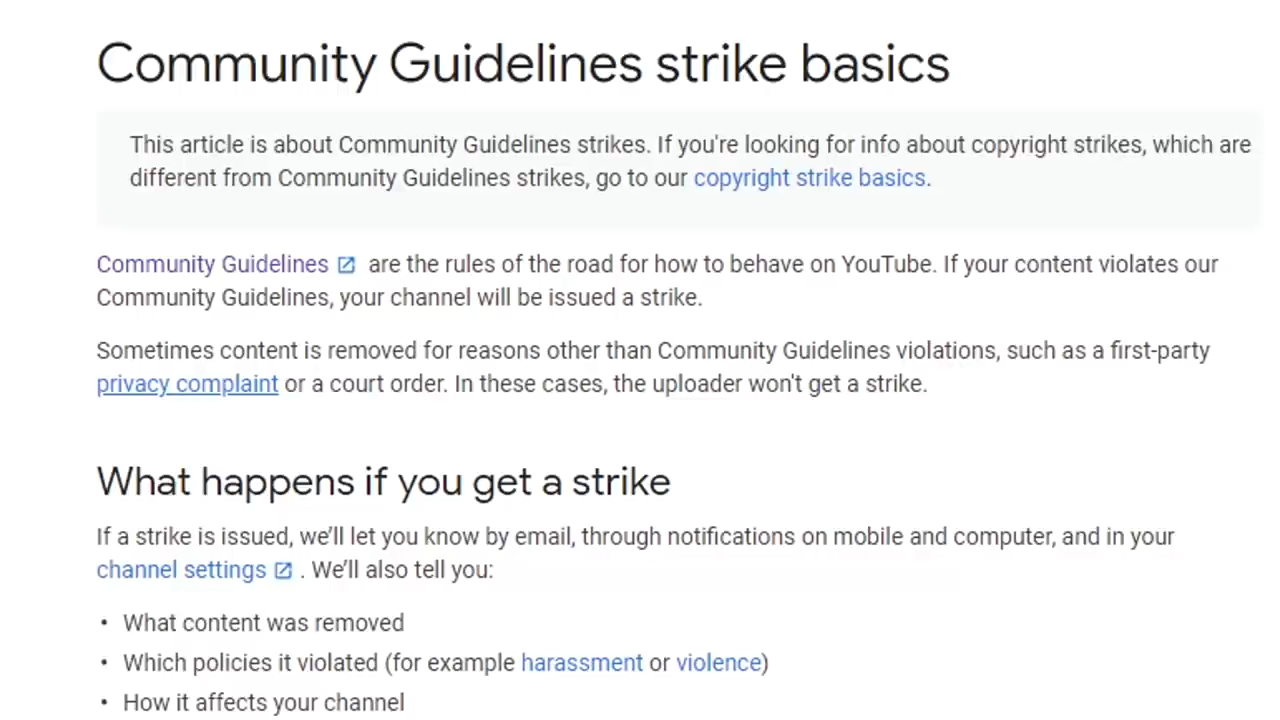 Community Guidelines strike basics
This article is about Community Guidelines strikes. If you're looking for info about copyright strikes, which are
different from Community Guidelines strikes, go to our copyright strike basics.
Community Guidelines are the rules of the road for how to behave on YouTube. If your content violates our
Community Guidelines, your channel will be issued a strike.
Sometimes content is removed for reasons other than Community Guidelines violations, such as a first-party
privacy complaint or a court order. In these cases, the uploader won't get a strike.
What happens if you get a strike
If a strike is issued, we’ll let you know by email, through notifications on mobile and computer, and in your
channel settings . We’ll also tell you:
• What content was removed
• Which policies it violated (for example harassment or violence)
• How it affects your channel